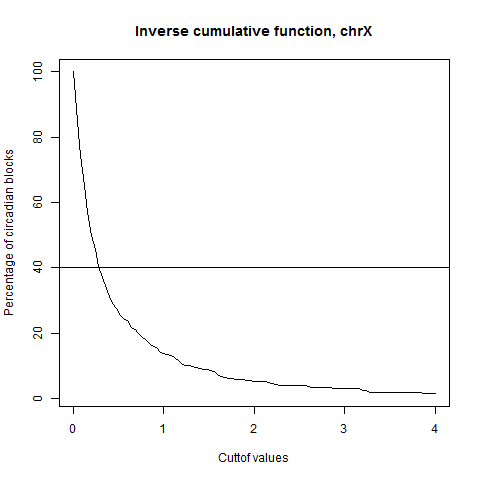 Inverse cumulative function, chrX
Percentage of circadian blocks
100
80
60
40
20
0
0 1 2 3 4
Cuttof values